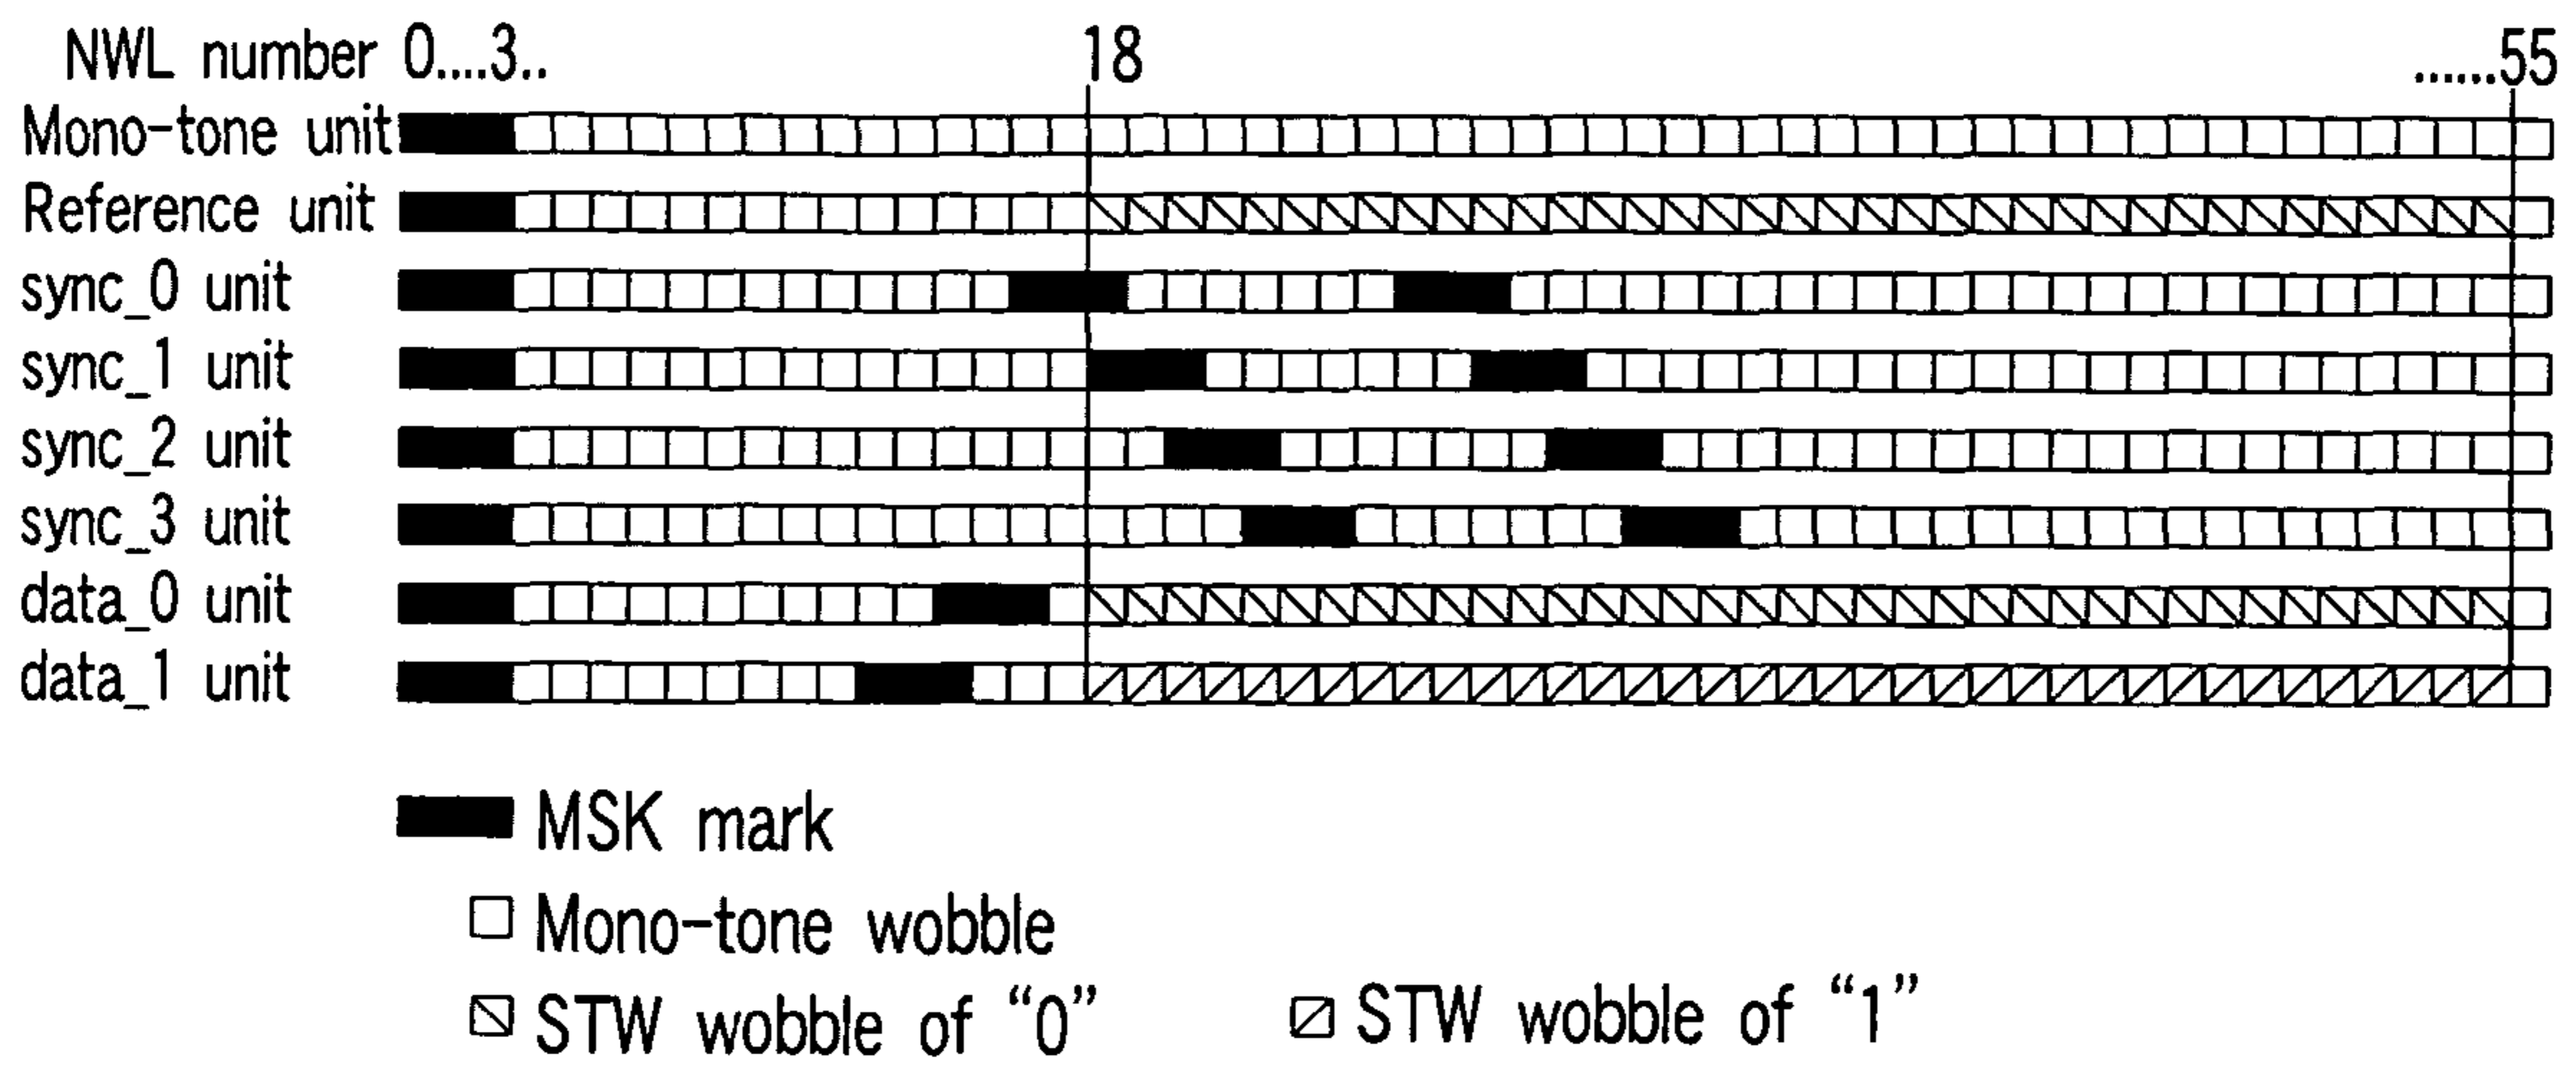 NWL number 0....3.. 18 ......55
Mono-tone unit
Reference unit
sync_0 unit
sync_1 unit
sync_2 unit
sync_3 unit
data_0 unit
data_1 unit
MSK mark
Mono-tone wobble
STW wobble of “0” STW wobble of “1”